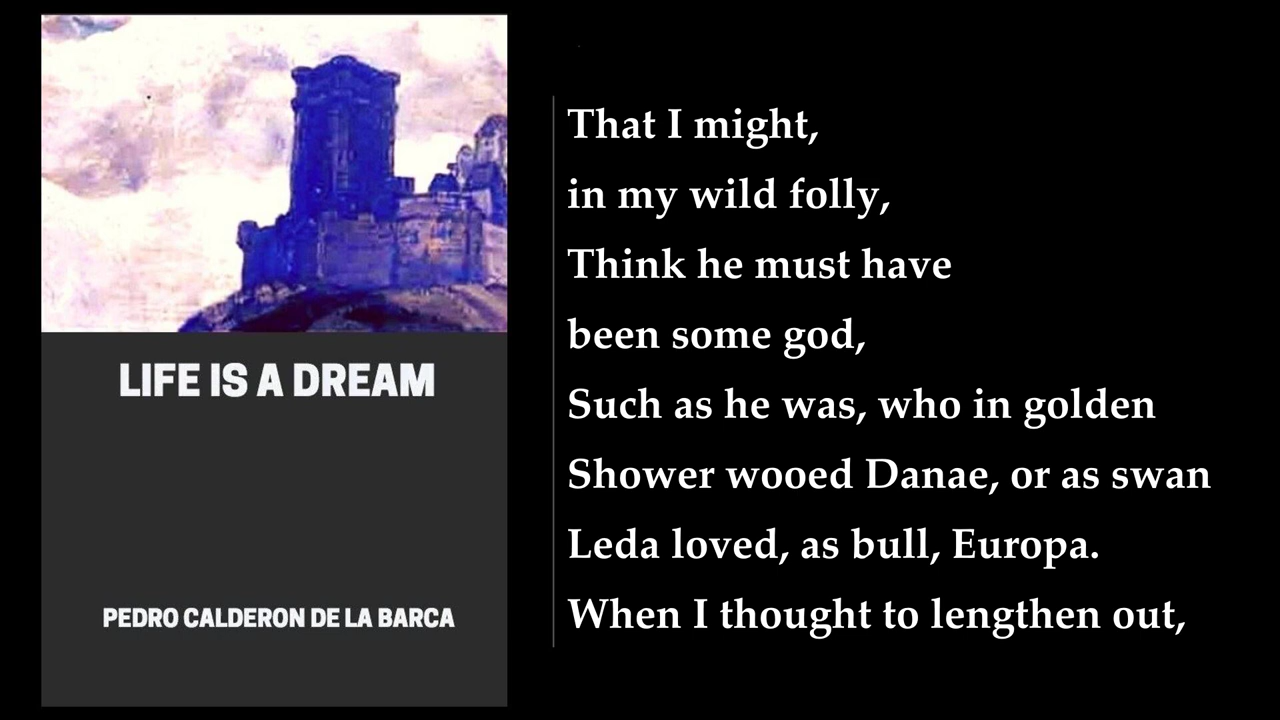 LIFE IS A DREAM
PEDRO CALDERON DE LA BARCA
That I might,
in my wild folly,
Think he must have
been some god,
Such as he was, who in golden
Shower wooed Danae, or as swan
Leda loved, as bull, Europa.
When I thought to lengthen out,